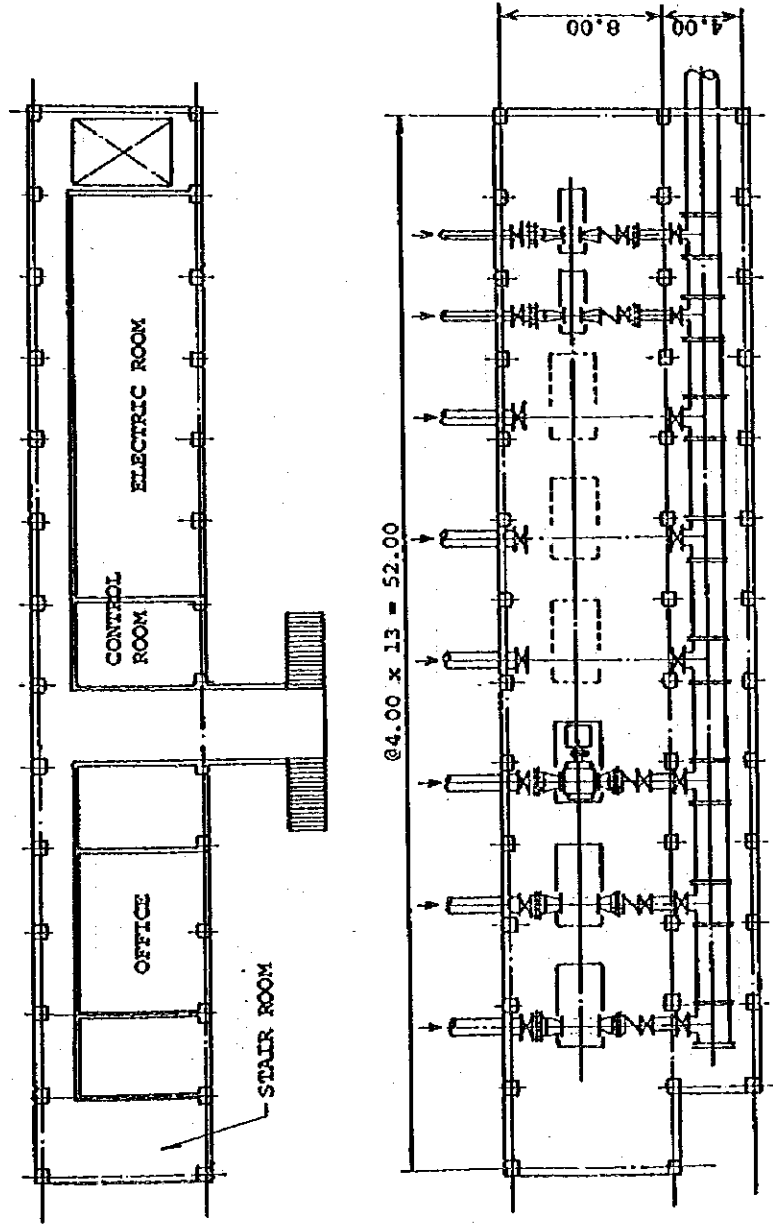 ELECTRIC ROOM
CONTROL
ROOM
OFFICE
STAIR ROOM
@4.00 x 13 = 52.00
8.00
4.00